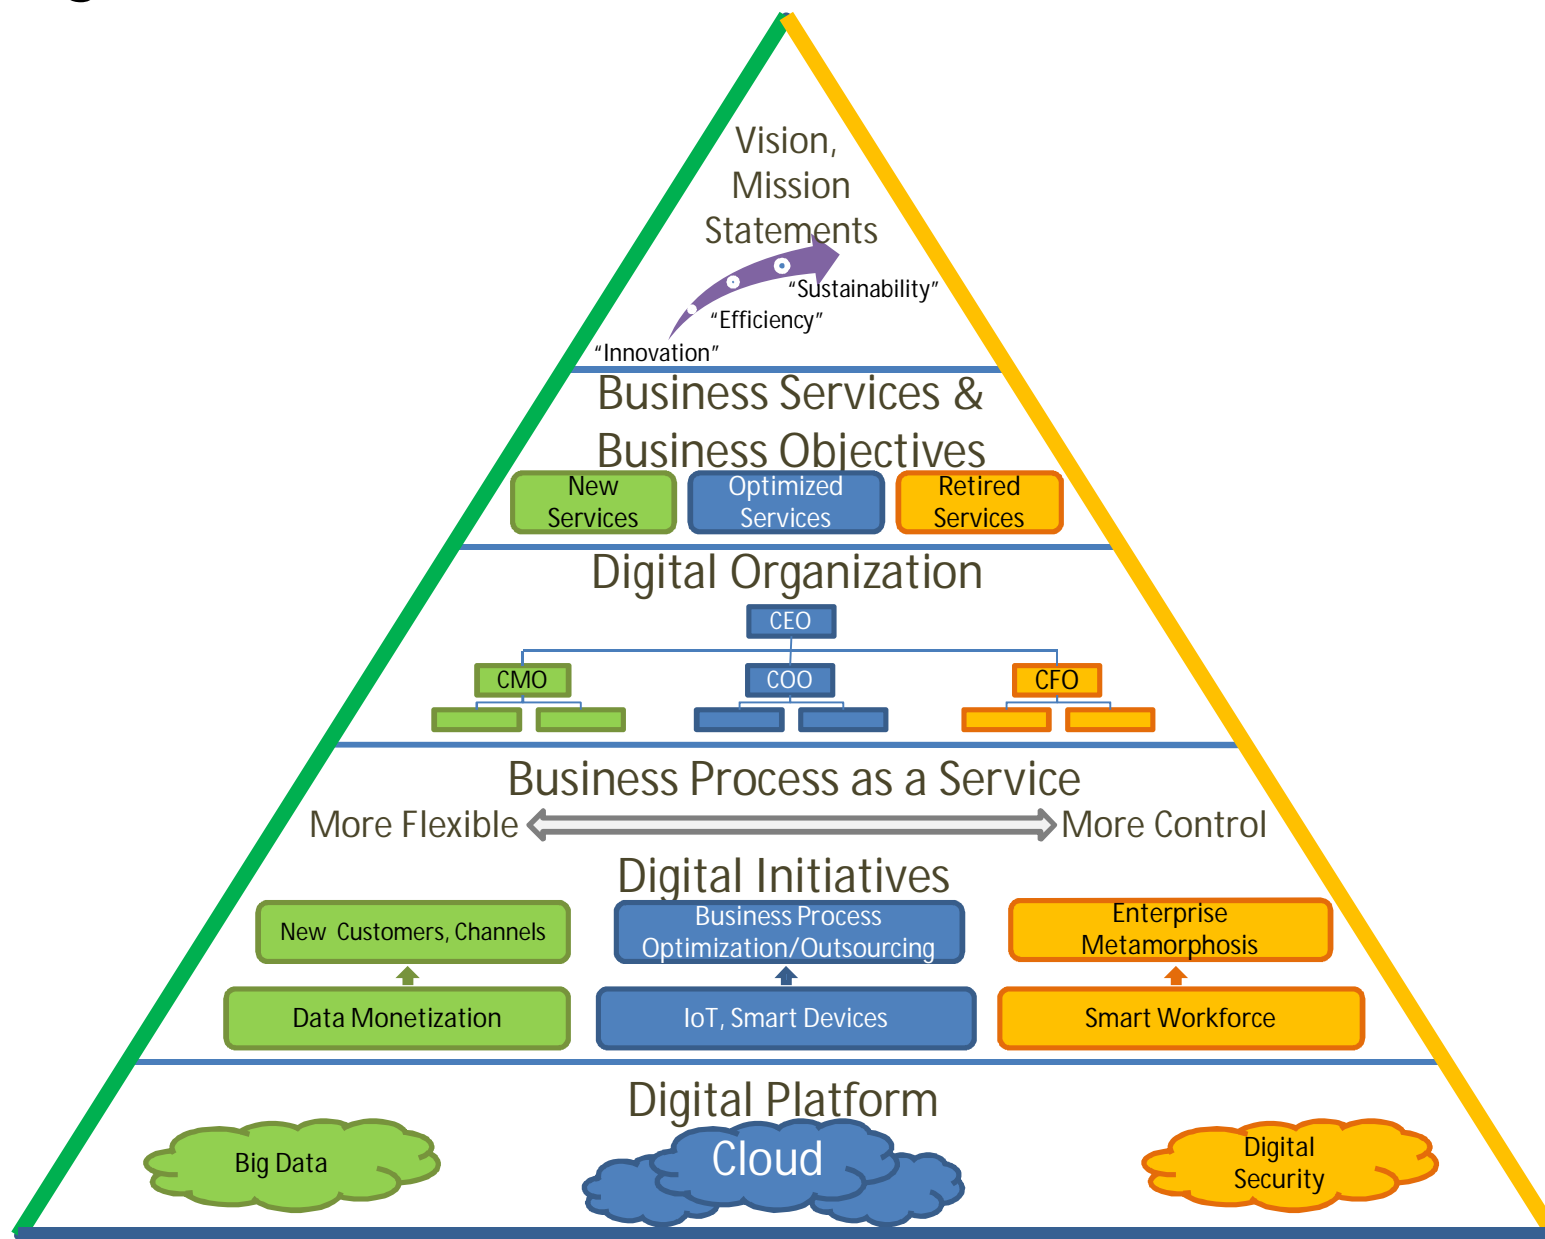 Vision,
Mission
Statements
“Sustainability”
“Efficiency”
“Innovation”
Business Services &
Business Objectives
New
Services
Optimized
Services
Retired
Services
Digital Organization
CEO
CMO
COO
CFO
Business Process as a Service
More Flexible
More Control
Digital Initiatives
New Customers, Channels
Business Process
Optimization/Outsourcing
Enterprise
Metamorphosis
Data Monetization
IoT, Smart Devices
Smart Workforce
Digital Platform
Big Data
Cloud
Digital
Security